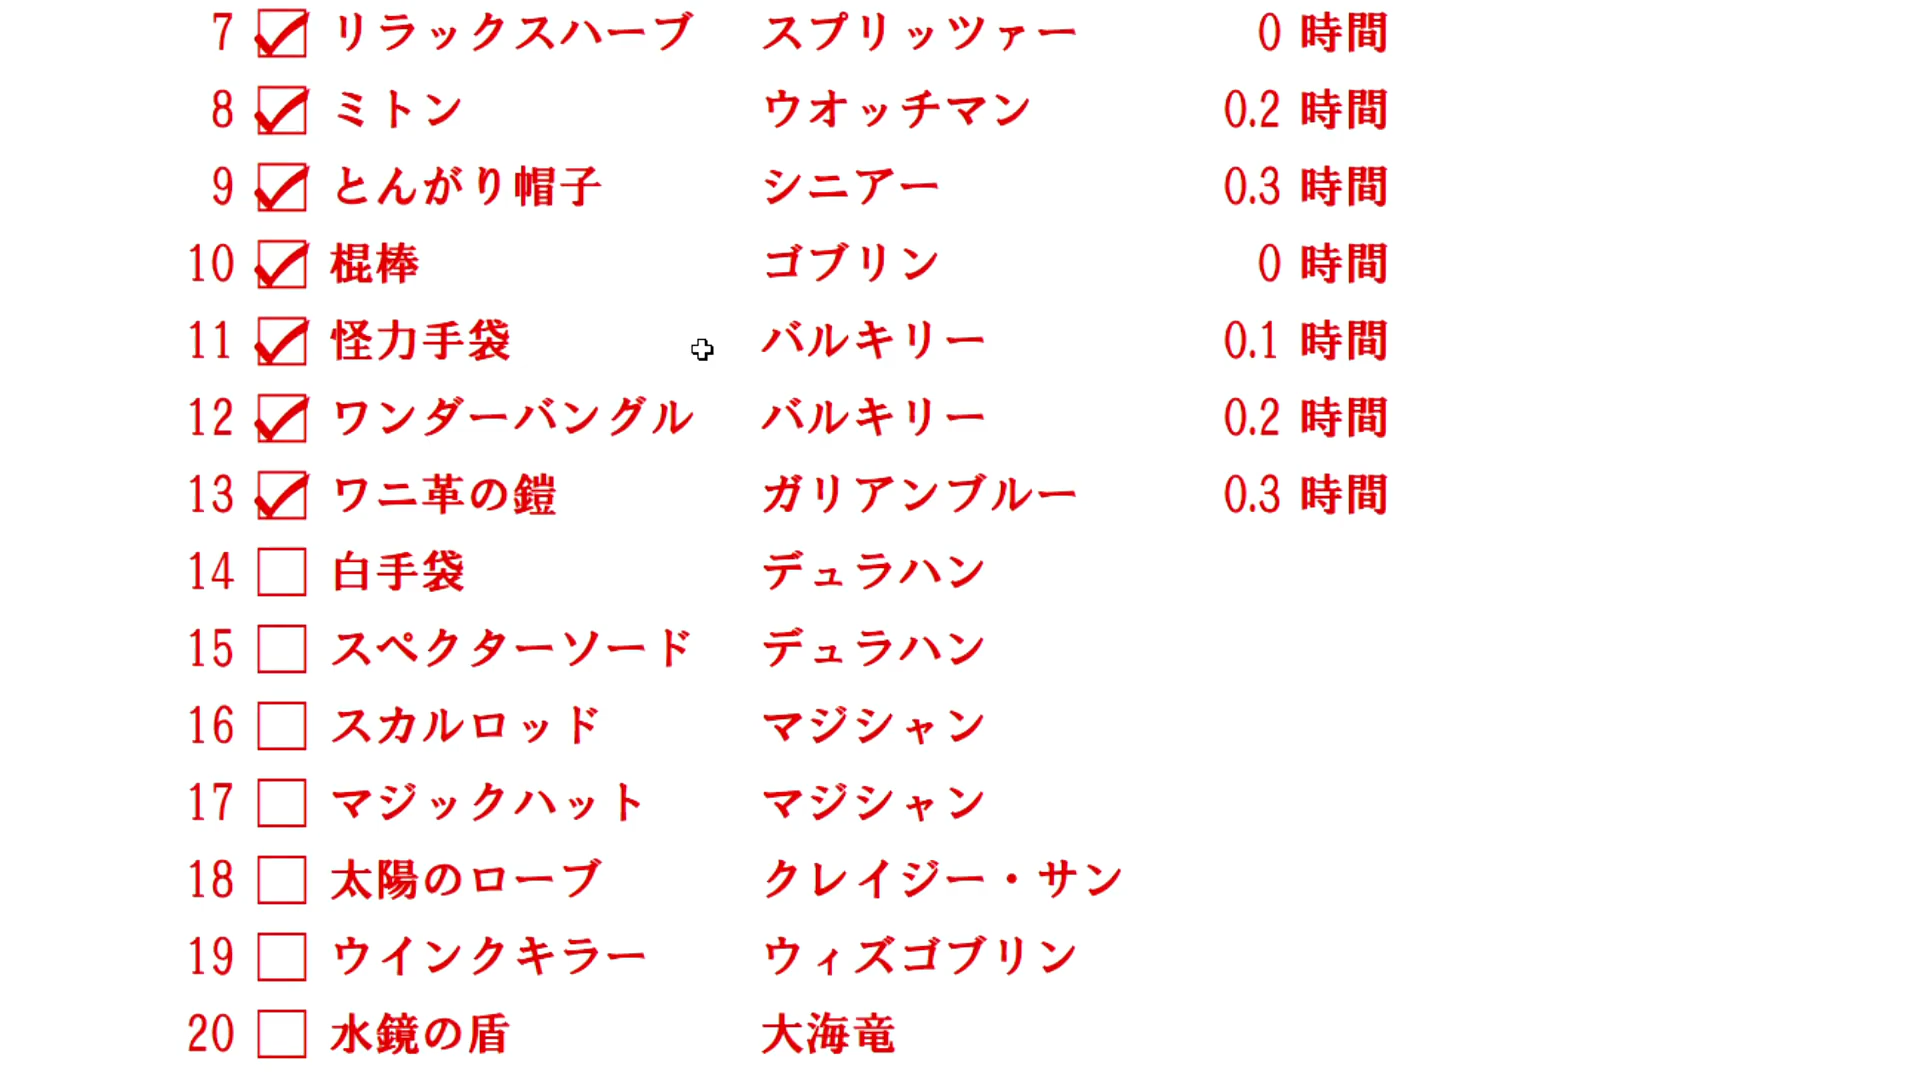 7 リラックスハーブ スプリッツァー 0 時間
8 ミトン ウオッチマン 0.2 時間
9 とんがり帽子 シニアー 0.3 時間
10 棍棒 ゴブリン 0 時間
11 怪力手袋 バルキリー 0.1 時間
12 ワンダーバングル バルキリー 0.2 時間
13 ワニ革の鎧 ガリアンブルー 0.3 時間
14 白手袋 デュラハン
15 スペクターソード デュラハン
16 スカルロッド マジシャン
17 マジックハット マジシャン
18 太陽のローブ クレイジー・サン
19 ウインクキラー ウィズゴブリン
20 水鏡の盾 大海竜